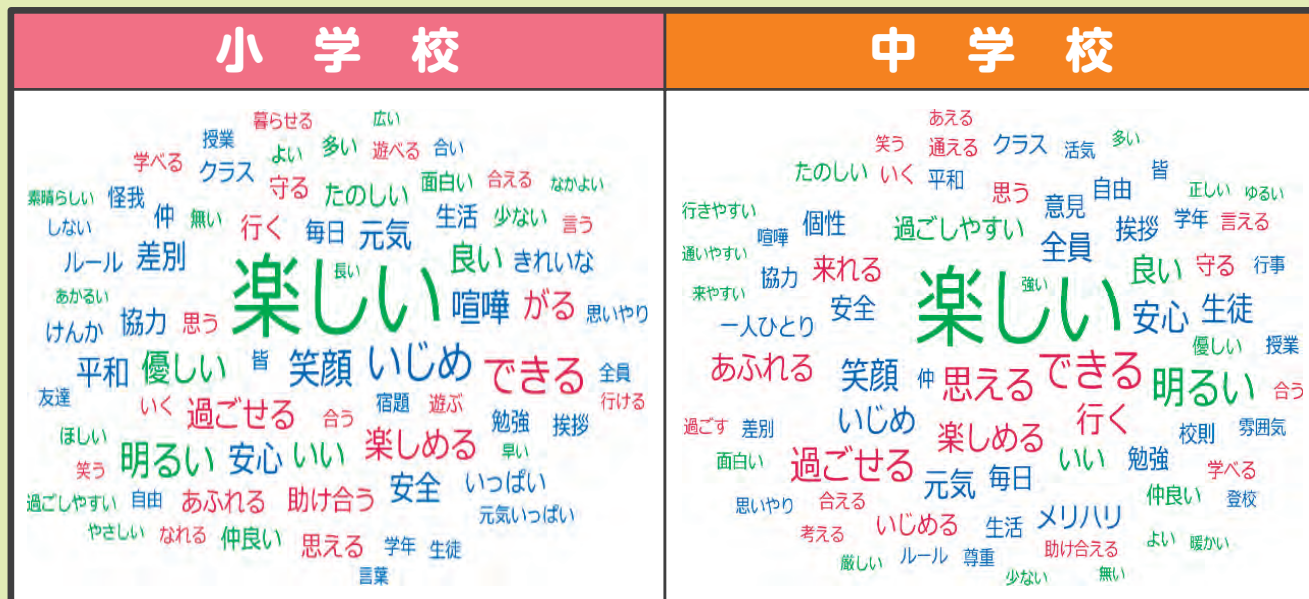 小学校
暮らせる 広い
授業 よい 多い 遊べる 合い
学べる クラス 守る たのしい 面白い 合える なかよい
素晴らしい 怪我 仲 無い 行く 毎日 元気 生活 少ない 言う
しない ルール 差別 楽しい 長い 良い きれいな
あかるい けんか 協力 思う 喧嘩 がる 思いやり
平和 優しい 皆 笑顔 いじめ できる 全員
友達 いく 過ごせる 合う 宿題 遊ぶ 勉強 挨拶 行ける
ほしい 笑う 明るい 安心 いい 楽しめる 早い
過ごしやすい 自由 あふれる 助け合う 安全 いっぱい
やさしい なれる 仲良い 思える 学年 生徒 元気いっぱい
言葉
中学校
あえる
笑う 通える クラス 活気 多い
たのしい いく 平和 思う 自由 皆 正しい ゆるい
行きやすい 喧嘩 個性 過ごしやすい 意見 全員 挨拶 学年 言える
通いやすい 協力 来れる 楽しい 強い 良い 守る 行事
来やすい 一人ひとり 安全 安心 生徒
あふれる 笑顔 仲 思える できる 明るい 優しい 授業 合う
過ごす 差別 いじめ 楽しめる 行く 校則 雰囲気
面白い 過ごせる 元気 毎日 いい 勉強 学べる
思いやり 合える 仲良い 登校
考える いじめる 生活 メリハリ よい 暖かい
厳しい ルール 尊重 助け合える
少ない 無い